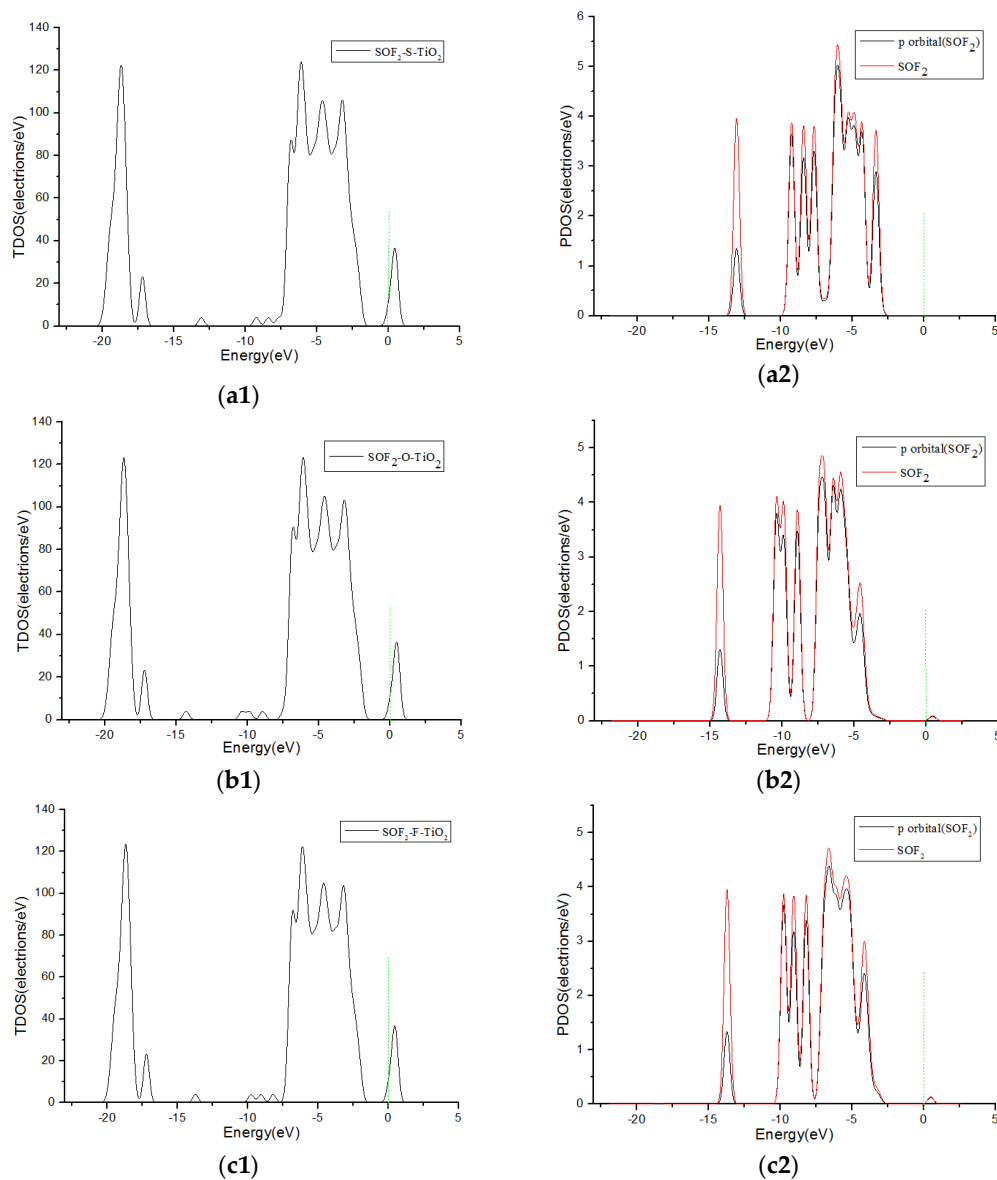 140
120
100
80
60
40
20
0
TDOS(electrions/eV)
SOF₂-S-TiO₂
-20 -15 -10 -5 0 5
Energy(eV)
(a1)
6
5
4
3
2
1
0
PDOS(electrions/eV)
p orbital(SOF₂)
SOF₂
-20 -15 -10 -5 0 5
Energy(eV)
(a2)
140
120
100
80
60
40
20
0
TDOS(electrions/eV)
SOF₂-O-TiO₂
-20 -15 -10 -5 0 5
Energy(eV)
(b1)
5
4
3
2
1
0
PDOS(electrions/eV)
p orbital(SOF₂)
SOF₂
-20 -15 -10 -5 0 5
Energy(eV)
(b2)
140
120
100
80
60
40
20
0
TDOS(electrions/eV)
SOF₂-F-TiO₂
-20 -15 -10 -5 0 5
Energy(eV)
(c1)
5
4
3
2
1
0
PDOS(electrions/eV)
p orbital(SOF₂)
SOF₂
-20 -15 -10 -5 0 5
Energy(eV)
(c2)